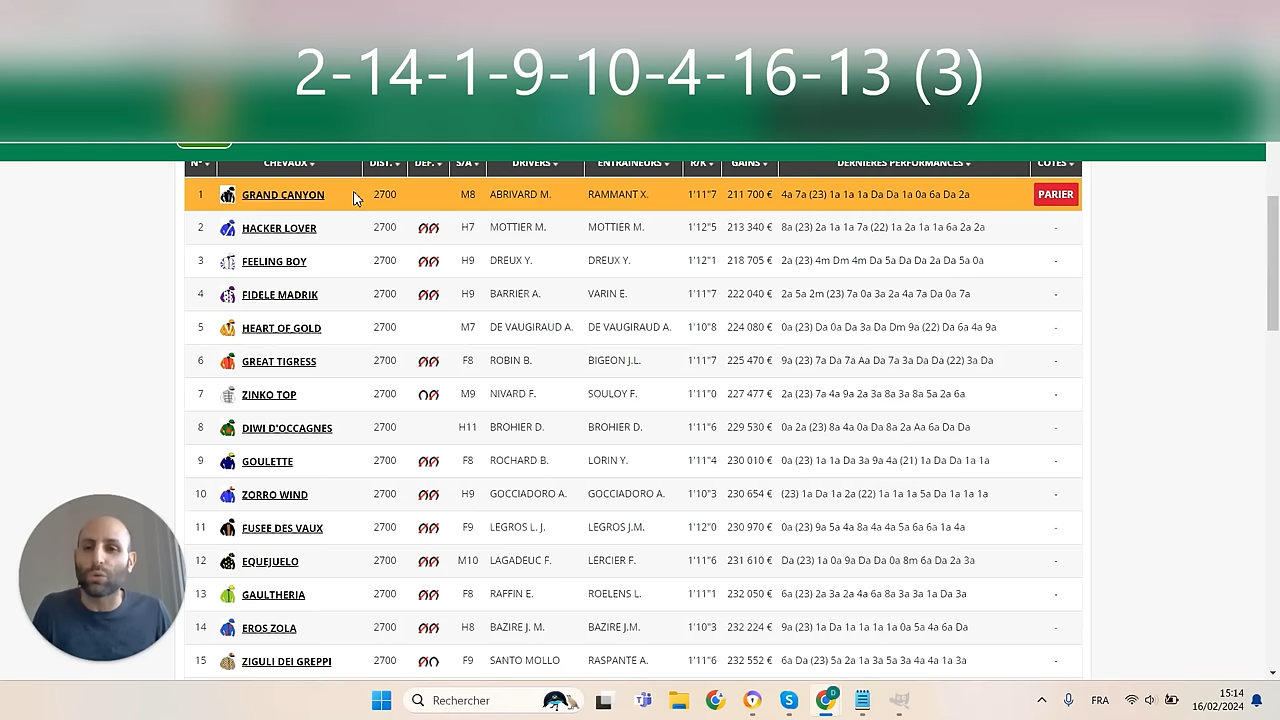 2-14-1-9-10-4-16-13 (3)
N° CHEVAUX DIST. DEF. S/A DRIVERS ENTRAÎNEURS R/K GAINS DERNIÈRES PERFORMANCES COTES
1 GRAND CANYON 2700 M8 ABRIVARD M. RAMMANT X. 1'11"7 211 700 € 4a 7a (23) 1a 1a 1a Da Da 1a 0a 6a Da 2a PARIER
2 HACKER LOVER 2700 H7 MOTTIER M. MOTTIER M. 1'12"5 213 340 € 8a (23) 2a 1a 1a 7a (22) 1a 2a 1a 1a 6a 2a 2a -
3 FEELING BOY 2700 H9 DREUX Y. DREUX Y. 1'12"1 218 705 € 2a (23) 4m Dm 4m Da 5a Da Da 2a Da 5a 0a -
4 FIDELE MADRIK 2700 H9 BARRIER A. VARIN E. 1'11"7 222 040 € 2a 5a 2m (23) 7a 0a 3a 2a 4a 7a Da 0a 7a -
5 HEART OF GOLD 2700 M7 DE VAUGIRAUD A. DE VAUGIRAUD A. 1'10"8 224 080 € 0a (23) Da 0a Da 3a Da Dm 9a (22) Da 6a 4a 9a -
6 GREAT TIGRESS 2700 F8 ROBIN B. BIGEON J.L. 1'11"7 225 470 € 9a (23) 7a Da 7a Aa Da 7a 3a Da Da (22) 3a Da -
7 ZINKO TOP 2700 M9 NIVARD F. SOULOY F. 1'11"0 227 477 € 2a (23) 7a 4a 9a 2a 3a 8a 3a 8a 5a 2a 6a -
8 DIWI D'OCCAGNES 2700 H11 BROHIER D. BROHIER D. 1'11"6 229 530 € 0a 2a (23) 8a 4a 0a Da 8a 2a Aa 6a Da Da -
9 GOULETTE 2700 F8 ROCHARD B. LORIN Y. 1'11"4 230 010 € 0a (23) 1a 1a Da 3a 9a 4a (21) 1a Da Da 1a 1a -
10 ZORRO WIND 2700 H9 GOCCIADORO A. GOCCIADORO A. 1'10"3 230 654 € (23) 1a Da 1a 2a (22) 1a 1a 1a 5a Da 1a 1a 1a -
11 FUSEE DES VAUX 2700 F9 LEGROS L. J. LEGROS J.M. 1'12"0 230 970 € 0a (23) 9a 5a 4a 8a 4a 4a 5a 6a 6a 1a 4a -
12 EQUEJUELO 2700 M10 LAGADEUC F. LERCIER F. 1'11"6 231 610 € Da (23) 1a 0a 9a Da Da 0a 8m 6a Da 2a 3a -
13 GAULTHERIA 2700 F8 RAFFIN E. ROELENS L. 1'11"1 232 050 € 6a (23) 2a 3a 2a 4a 6a 8a 3a 3a 1a Da 3a -
14 EROS ZOLA 2700 H8 BAZIRE J. M. BAZIRE J.M. 1'10"3 232 224 € 9a (23) 1a Da 1a 1a 1a 1a 0a 5a 4a 6a Da -
15 ZIGULI DEI GREPPI 2700 F9 SANTO MOLLO RASPANTE A. 1'11"6 232 552 € 6a Da (23) 5a 2a 1a 3a 5a 3a 4a 4a 1a 3a -
Rechercher D FRA 15:14
16/02/2024